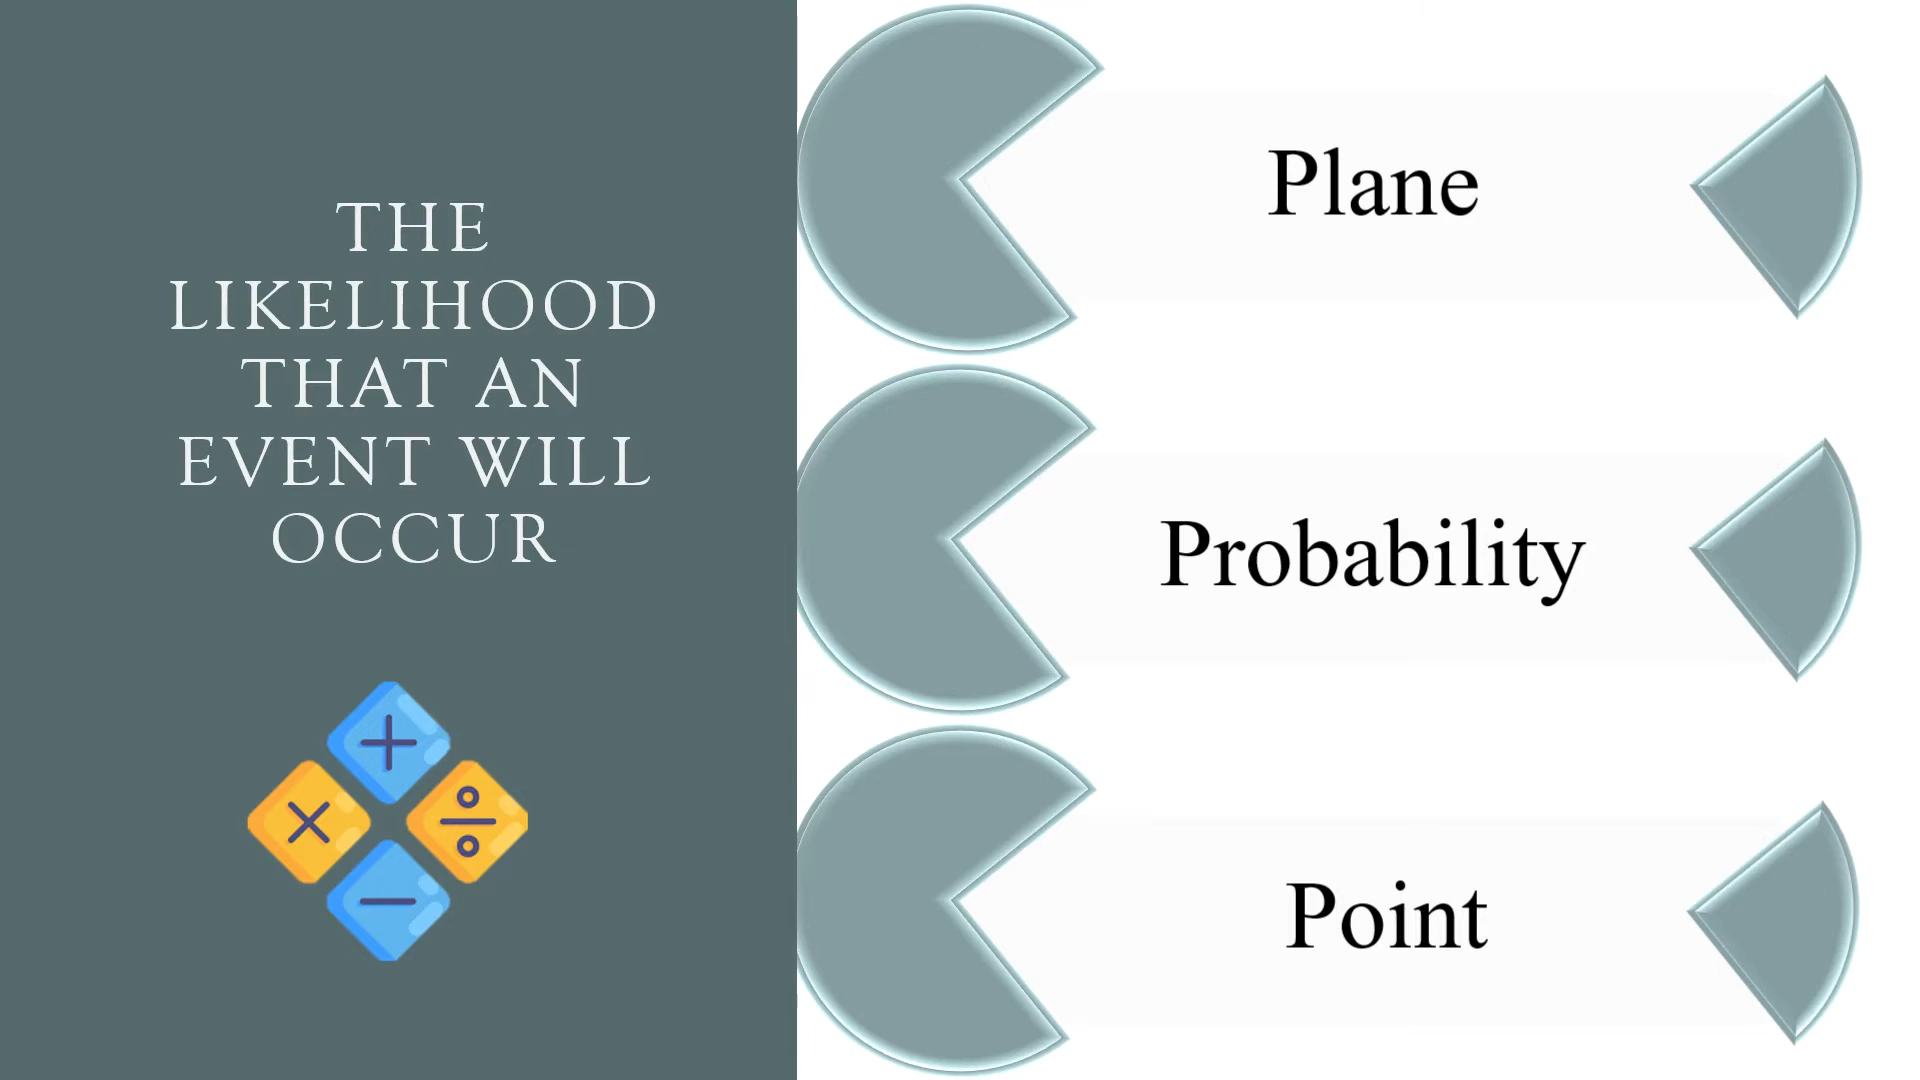 THE
LIKELIHOOD
THAT AN
EVENT WILL
OCCUR
Plane
Probability
Point